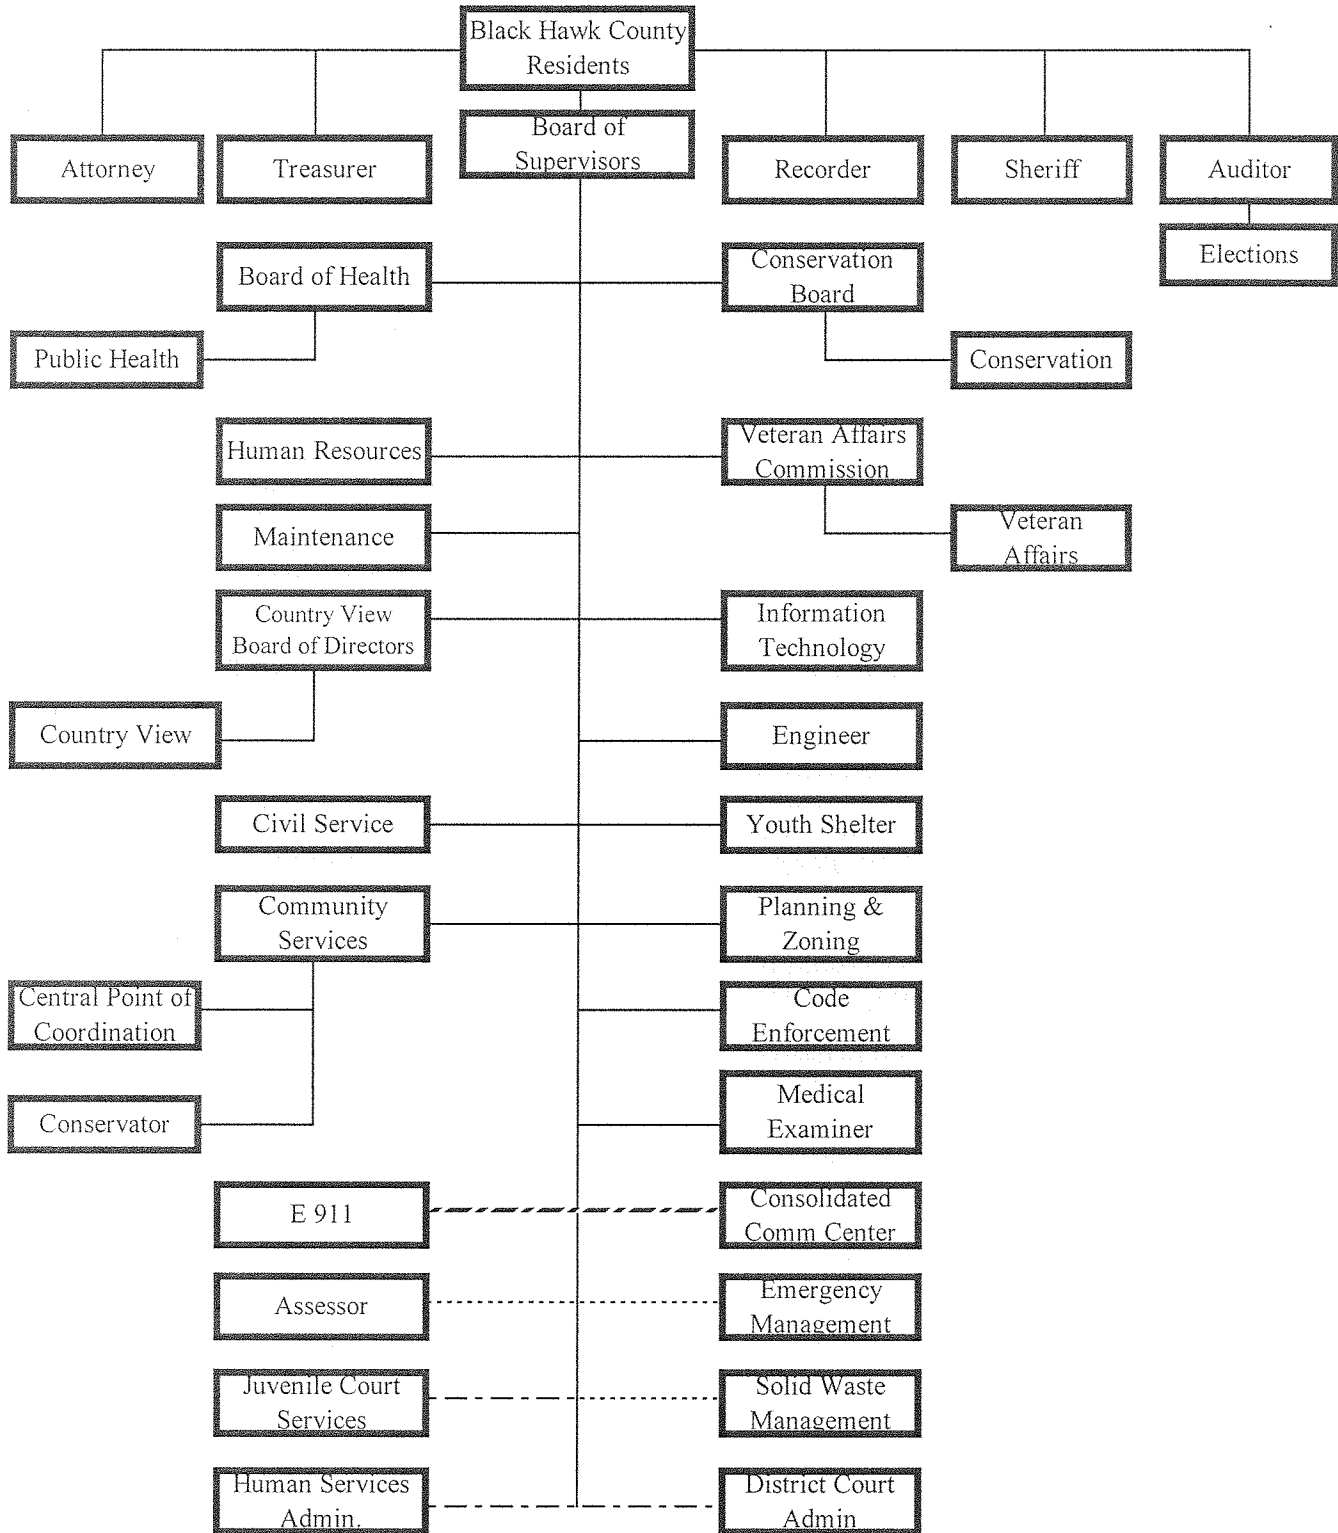 Black Hawk County
Residents
Board of
Supervisors
Attorney
Treasurer
Recorder
Sheriff
Auditor
Elections
Board of Health
Conservation
Board
Public Health
Conservation
Human Resources
Veteran Affairs
Commission
Maintenance
Veteran
Affairs
Country View
Board of Directors
Information
Technology
Country View
Engineer
Civil Service
Youth Shelter
Community
Services
Planning &
Zoning
Central Point of
Coordination
Code
Enforcement
Conservator
Medical
Examiner
E 911
Consolidated
Comm Center
Assessor
Emergency
Management
Juvenile Court
Services
Solid Waste
Management
Human Services
Admin.
District Court
Admin